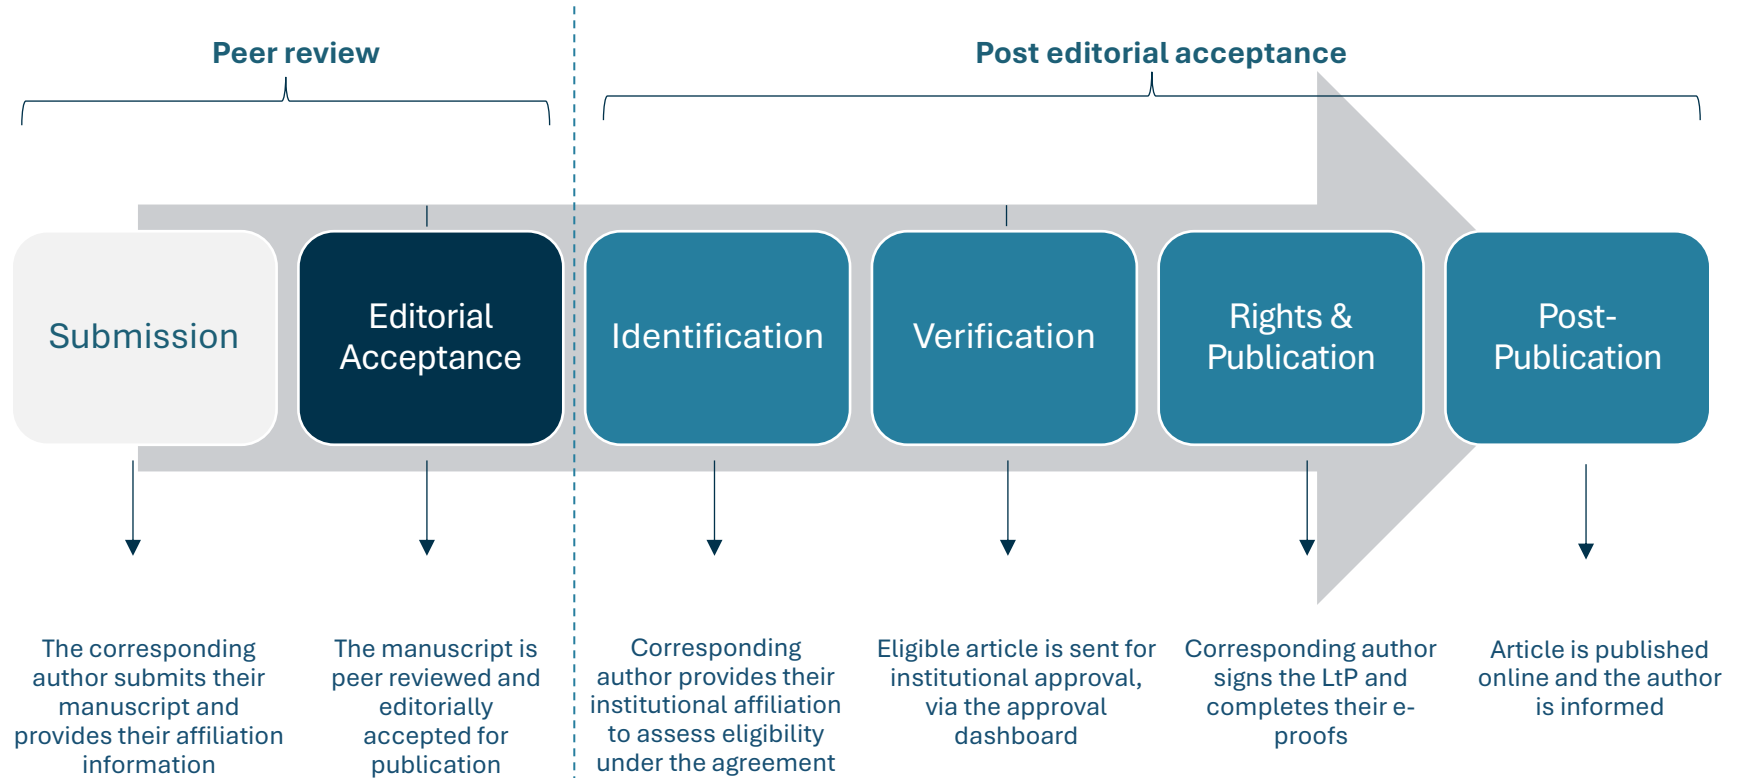 Peer review
Post editorial acceptance
Submission
Editorial
Acceptance
Identification
Verification
Rights &
Publication
Post-
Publication
The corresponding
author submits their
manuscript and
provides their affiliation
information
The manuscript is
peer reviewed and
editorially
accepted for
publication
Corresponding
author provides their
institutional affiliation
to assess eligibility
under the agreement
Eligible article is sent for
institutional approval,
via the approval
dashboard
Corresponding author
signs the LtP and
completes their e-
proofs
Article is published
online and the author
is informed